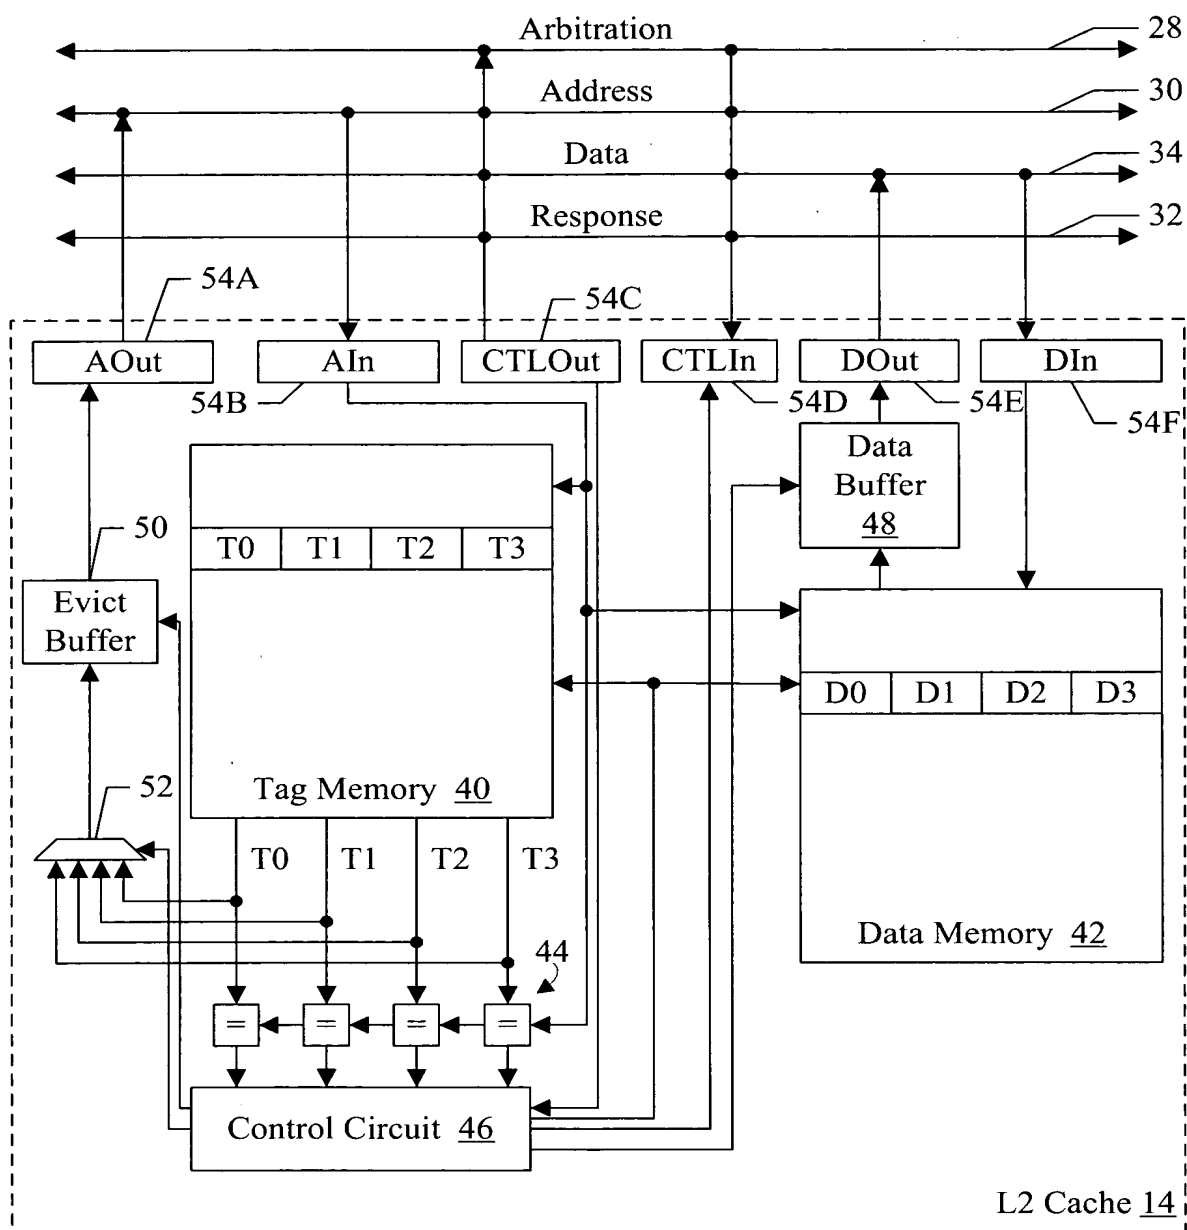 Arbitration 28
Address 30
Data 34
Response 32
54A
54C
AOut
AIn
CTLOut
CTLIn
DOut
DIn
54B
54D
54E
54F
Data
Buffer
48
50
T0 T1 T2 T3
Evict
Buffer
D0 D1 D2 D3
52
Tag Memory 40
T0 T1 T2 T3
Data Memory 42
44
= = = =
Control Circuit 46
L2 Cache 14